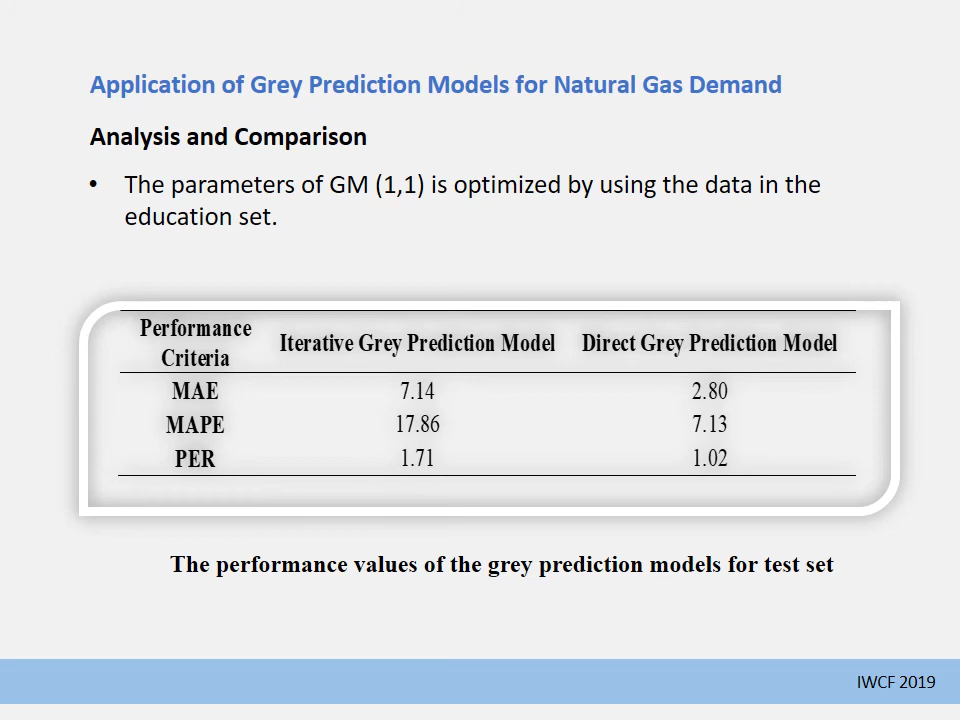 Application of Grey Prediction Models for Natural Gas Demand
Analysis and Comparison
• The parameters of GM (1,1) is optimized by using the data in the
education set.
Performance
Criteria
Iterative Grey Prediction Model
Direct Grey Prediction Model
MAE 7.14 2.80
MAPE 17.86 7.13
PER 1.71 1.02
The performance values of the grey prediction models for test set
IWCF 2019